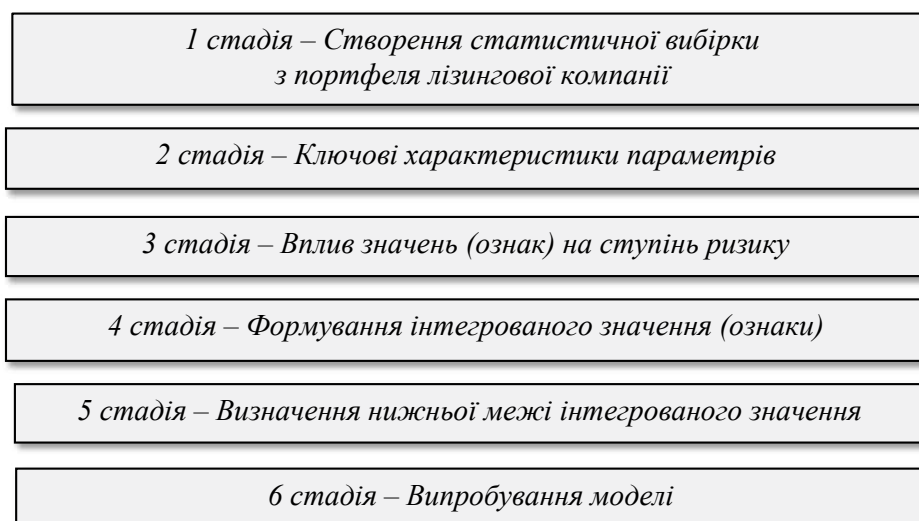 1 стадія – Створення статистичної вибірки
з портфеля лізингової компанії
2 стадія – Ключові характеристики параметрів
3 стадія – Вплив значень (ознак) на ступінь ризику
4 стадія – Формування інтегрованого значення (ознаки)
5 стадія – Визначення нижньої межі інтегрованого значення
6 стадія – Випробування моделі